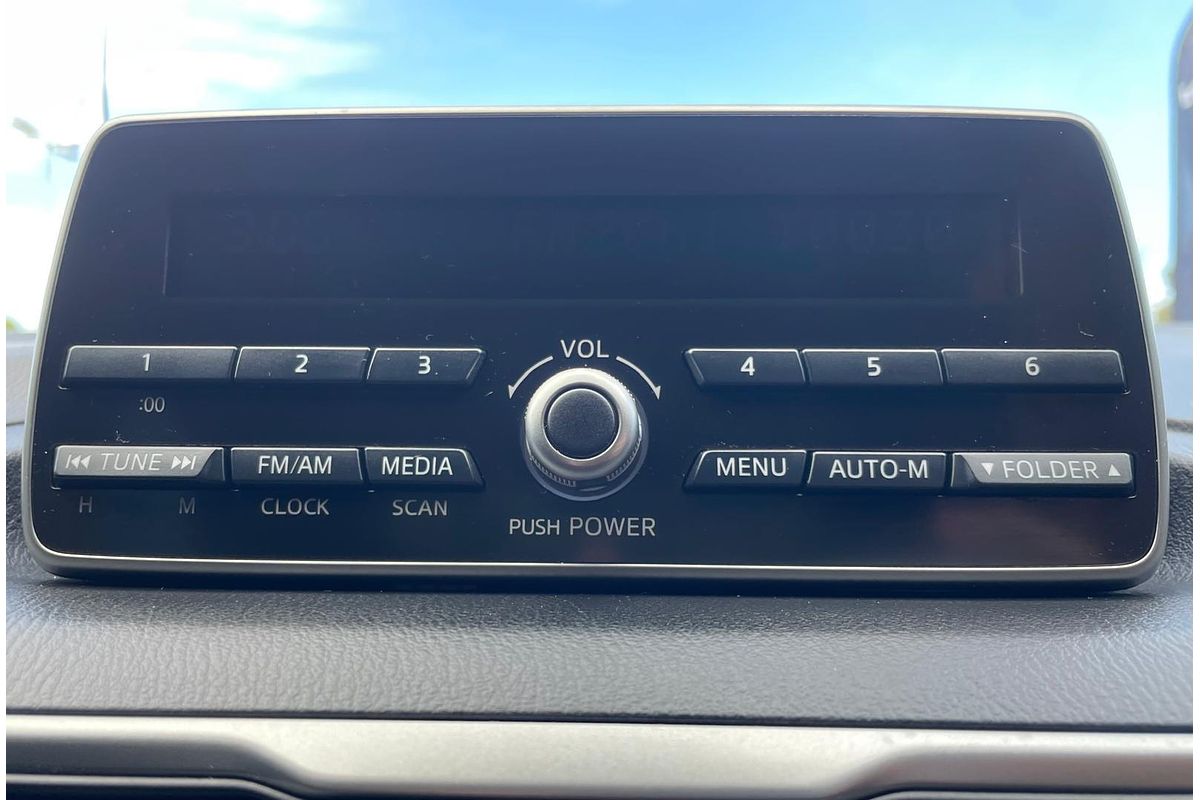 VOL
1 2 3 4 5 6
:00
TUNE FM/AM MEDIA MENU AUTO-M FOLDER
H M CLOCK SCAN
PUSH POWER